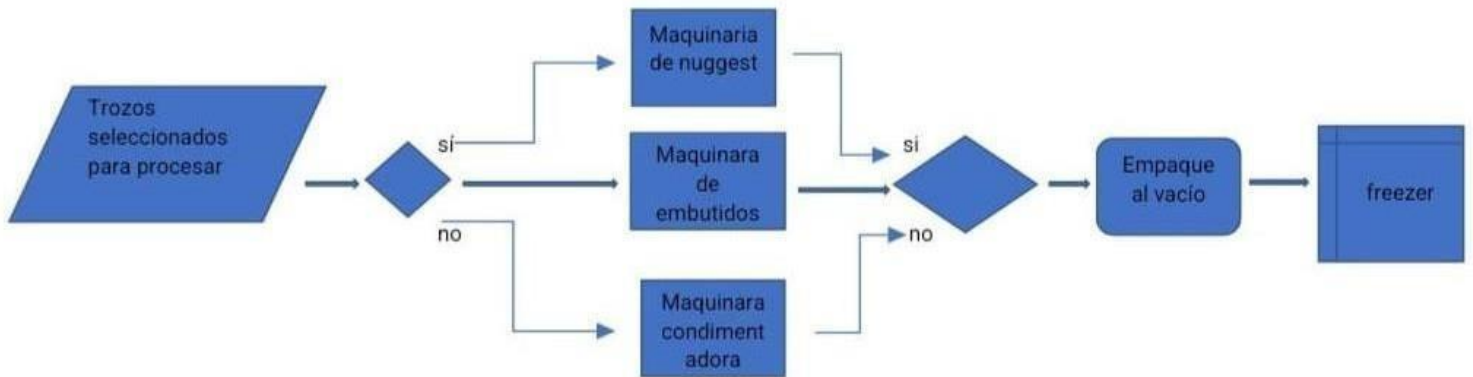 Trozos
seleccionados
para procesar
sí
no
Maquinaria
de nuggest
Maquinara
de
embutidos
Maquinara
condiment
adora
si
no
Empaque
al vacío
freezer